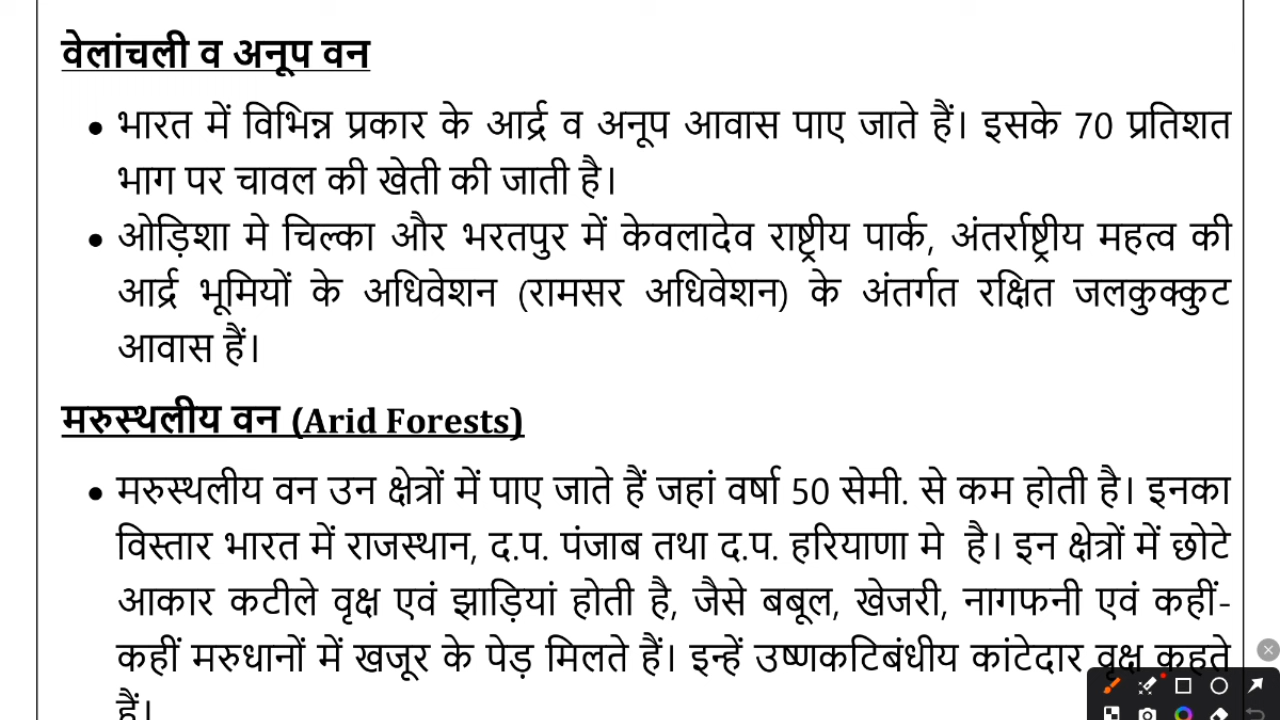 वेलांचली व अनूप वन
• भारत में विभिन्न प्रकार के आर्द्र व अनूप आवास पाए जाते हैं। इसके 70 प्रतिशत
भाग पर चावल की खेती की जाती है।
• ओड़िशा मे चिल्का और भरतपुर में केवलादेव राष्ट्रीय पार्क, अंतर्राष्ट्रीय महत्व की
आर्द्र भूमियों के अधिवेशन (रामसर अधिवेशन) के अंतर्गत रक्षित जलकुक्कुट
आवास हैं।
मरुस्थलीय वन (Arid Forests)
• मरुस्थलीय वन उन क्षेत्रों में पाए जाते हैं जहां वर्षा 50 सेमी. से कम होती है। इनका
विस्तार भारत में राजस्थान, द.प. पंजाब तथा द.प. हरियाणा मे है। इन क्षेत्रों में छोटे
आकार कटीले वृक्ष एवं झाड़ियां होती है, जैसे बबूल, खेजरी, नागफनी एवं कहीं-
कहीं मरुधानों में खजूर के पेड़ मिलते हैं। इन्हें उष्णकटिबंधीय कांटेदार वृक्ष कहते
हैं।